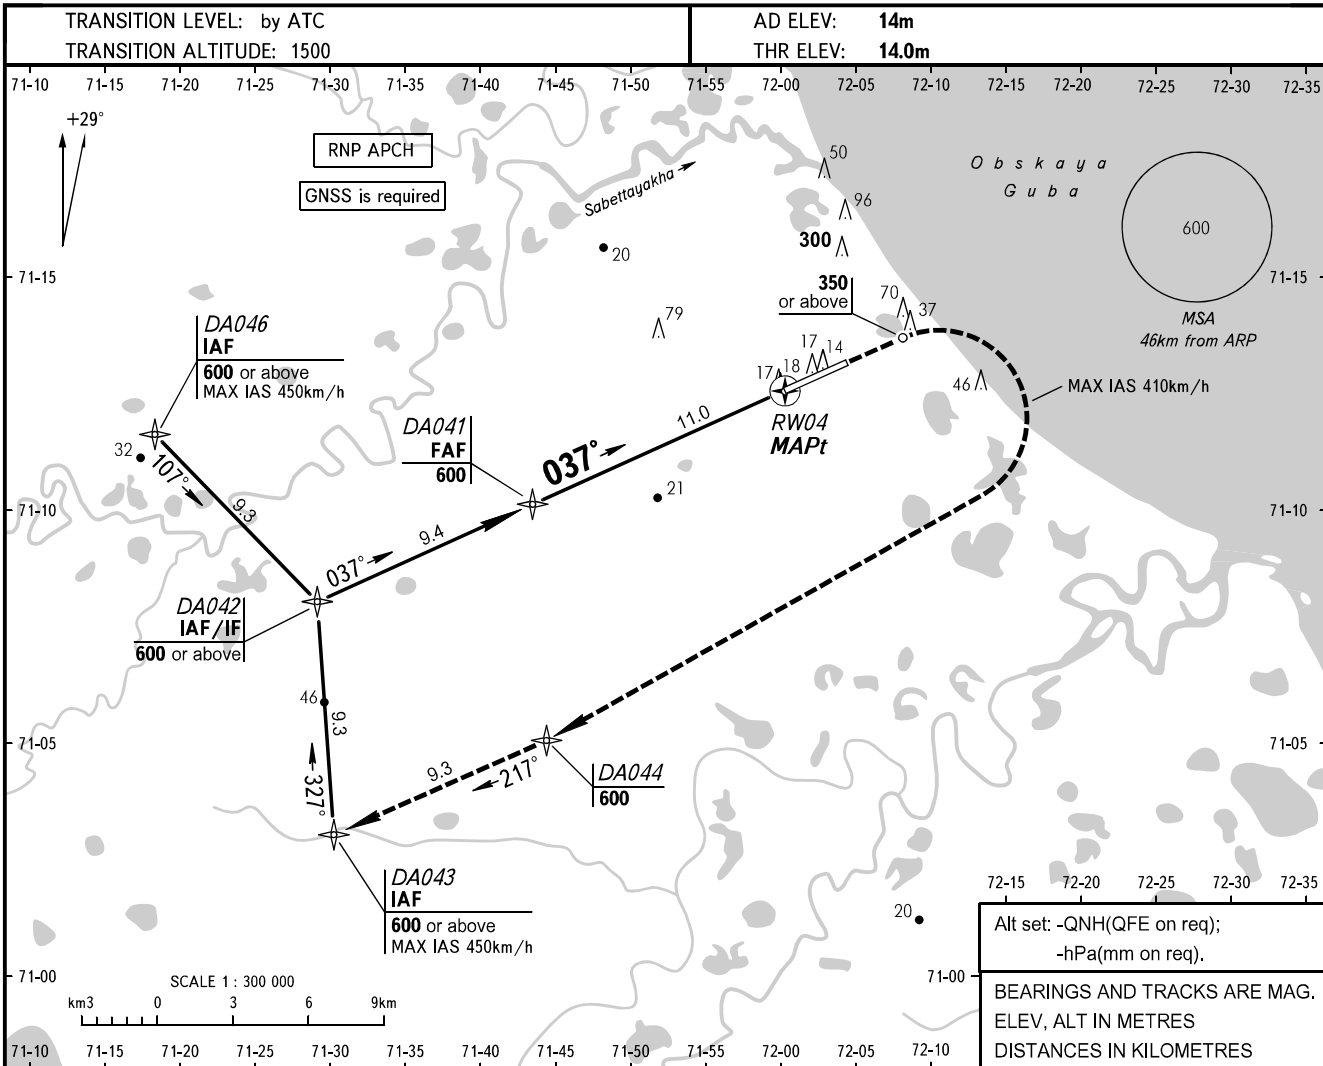 TRANSITION LEVEL: by ATC
TRANSITION ALTITUDE: 1500
AD ELEV: 14m
THR ELEV: 14.0m
71-10 71-15 71-20 71-25 71-30 71-35 71-40 71-45 71-50 71-55 72-00 72-05 72-10 72-15 72-20 72-25 72-30 72-35
+29°
RNP APCH
GNSS is required
Sabettayakha
50
Obskaya
Guba
96
300
600
20
71-15
71-15
350
or above
70
37
MSA
46km from ARP
79
DA046
IAF
600 or above
MAX IAS 450km/h
17
14
17
18
46
MAX IAS 410km/h
RW04
MAPt
11.0
DA041
FAF
600
037°
32
107°
9.3
21
71-10
71-10
9.4
037°
DA042
IAF/IF
600 or above
46
9.3
327°
71-05
71-05
9.3
217°
DA044
600
DA043
IAF
600 or above
MAX IAS 450km/h
72-15 72-20 72-25 72-30 72-35
20
Alt set: -QNH(QFE on req);
-hPa(mm on req).
71-00
71-00
SCALE 1 : 300 000
km3 0 3 6 9km
BEARINGS AND TRACKS ARE MAG.
ELEV, ALT IN METRES
DISTANCES IN KILOMETRES
71-10 71-15 71-20 71-25 71-30 71-35 71-40 71-45 71-50 71-55 72-00 72-05 72-10